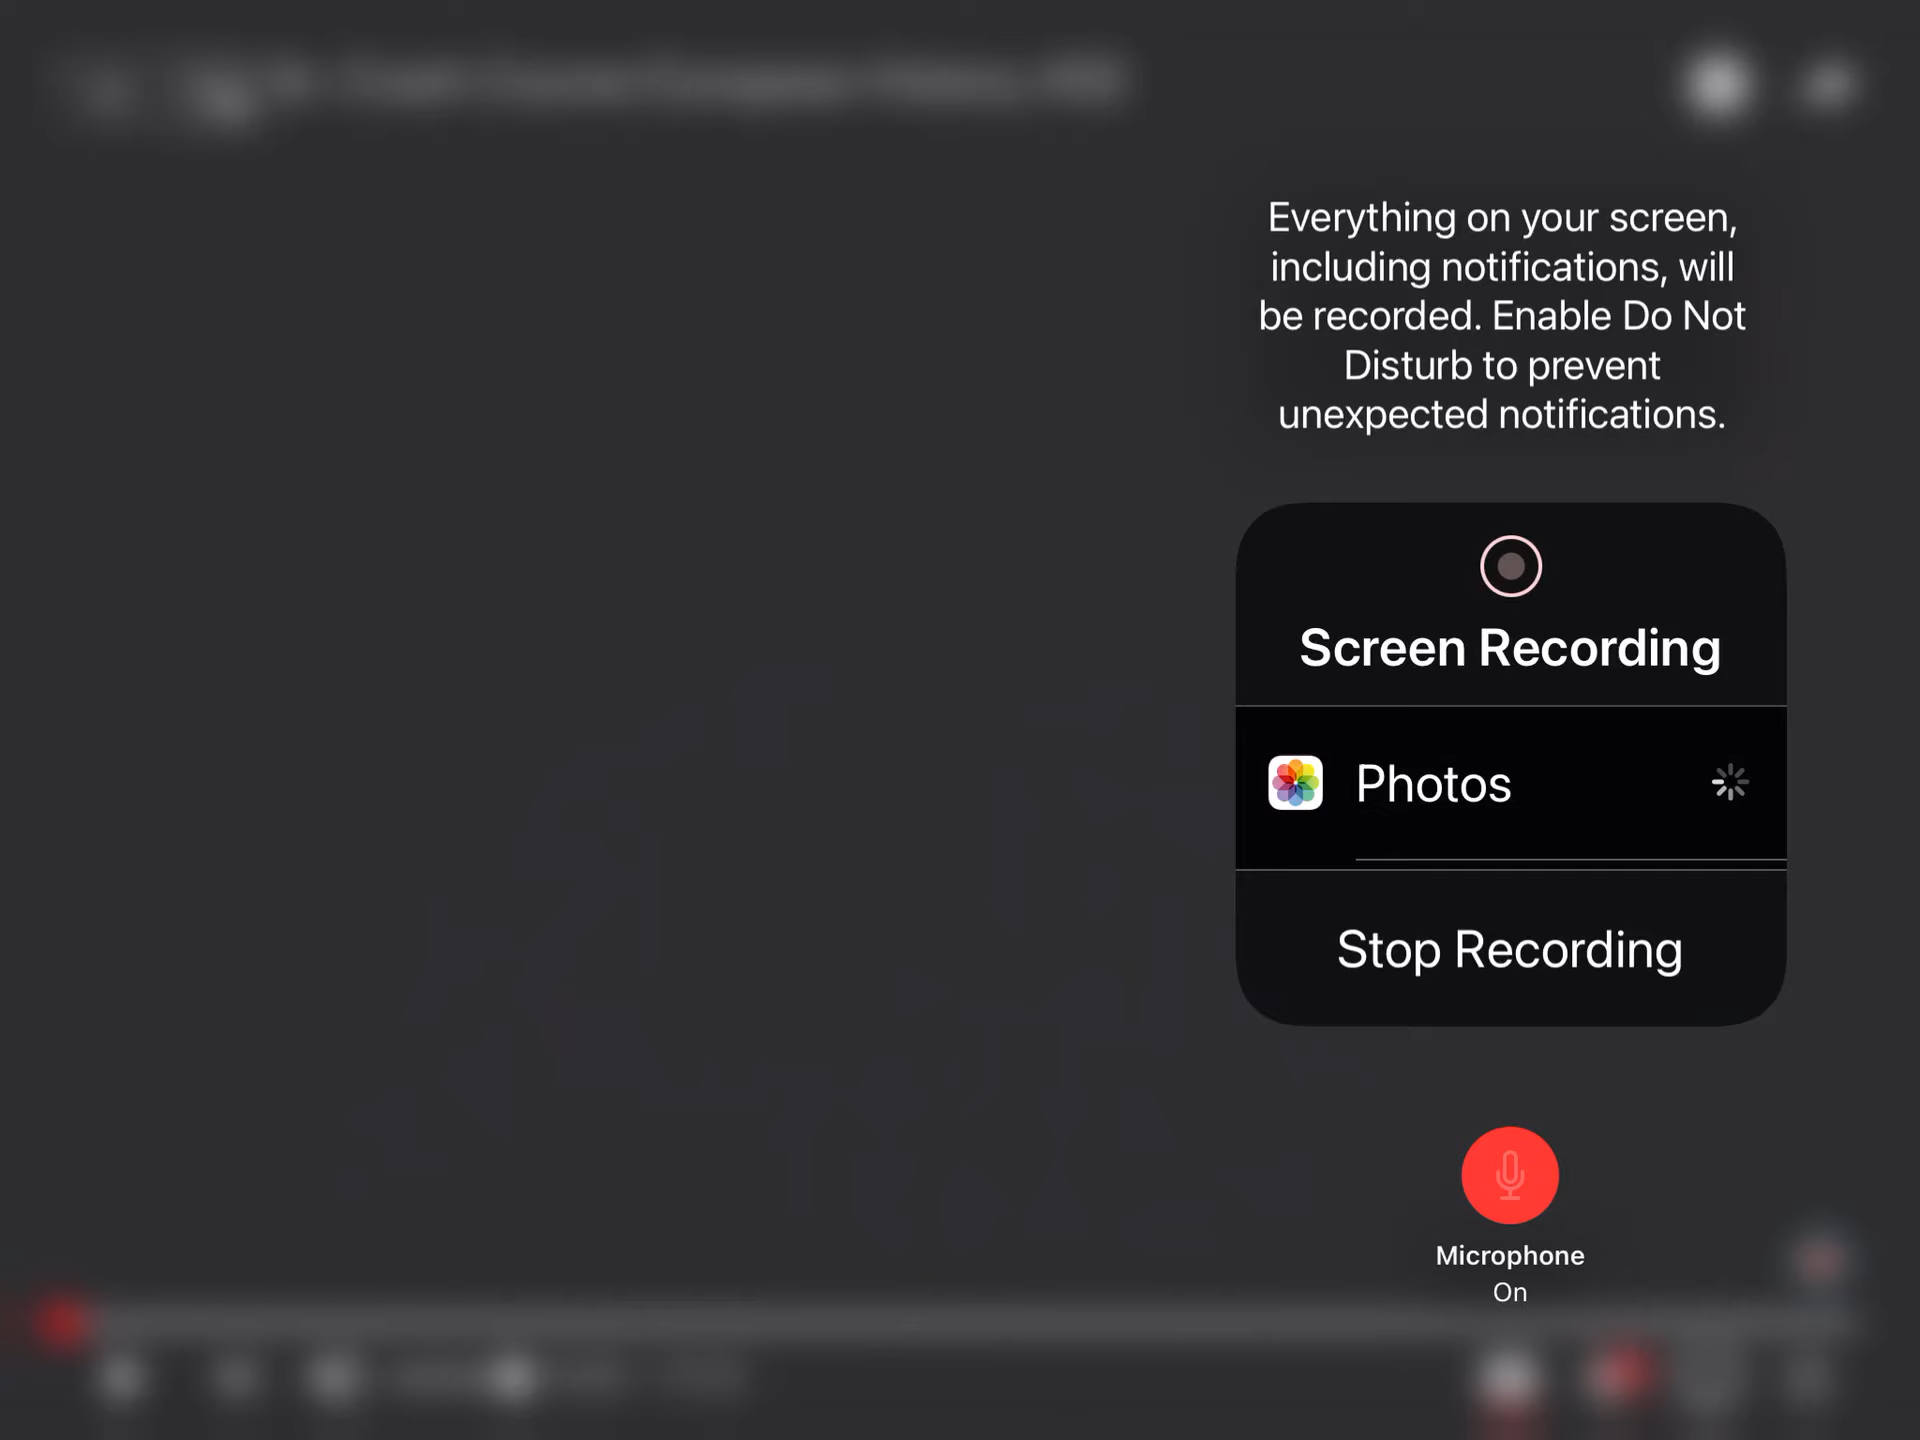 Everything on your screen,
including notifications, will
be recorded. Enable Do Not
Disturb to prevent
unexpected notifications.
Screen Recording
Photos
Stop Recording
Microphone
On